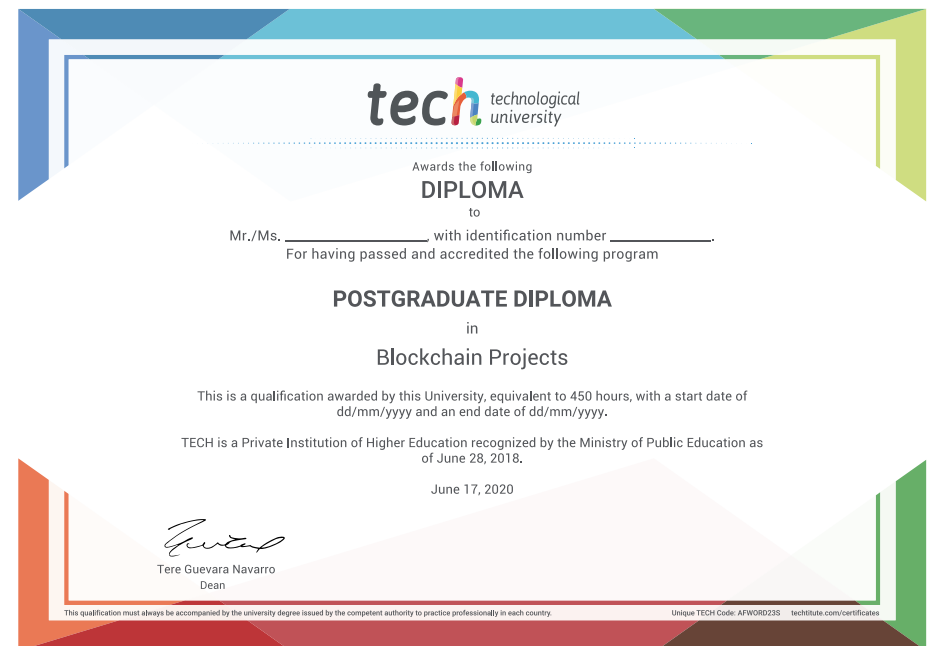 tech technological
university
Awards the following
DIPLOMA
to
Mr./Ms. ____________________, with identification number ______________.
For having passed and accredited the following program
POSTGRADUATE DIPLOMA
in
Blockchain Projects
This is a qualification awarded by this University, equivalent to 450 hours, with a start date of
dd/mm/yyyy and an end date of dd/mm/yyyy.
TECH is a Private Institution of Higher Education recognized by the Ministry of Public Education as
of June 28, 2018.
June 17, 2020
Tere Guevara Navarro
Dean
This qualification must always be accompanied by the university degree issued by the competent authority to practice professionally in each country.
Unique TECH Code: AFWORD23S techtitute.com/certificates